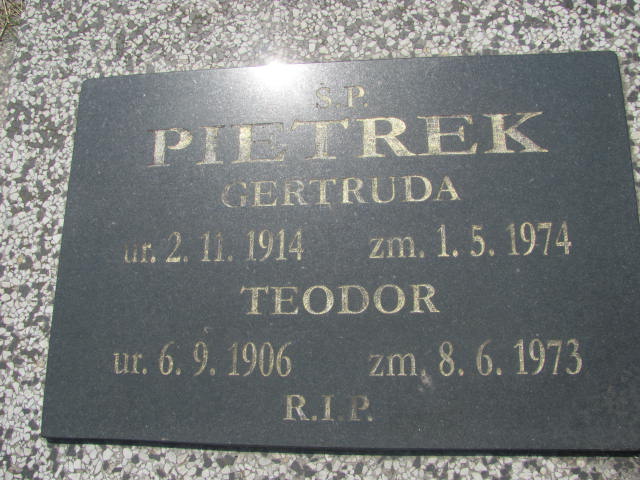 Ś.P.
PIETREK
GERTRUDA
ur. 2. 11. 1914 zm. 1. 5. 1974
TEODOR
ur. 6. 9. 1906 zm. 8. 6. 1973
R.I.P.